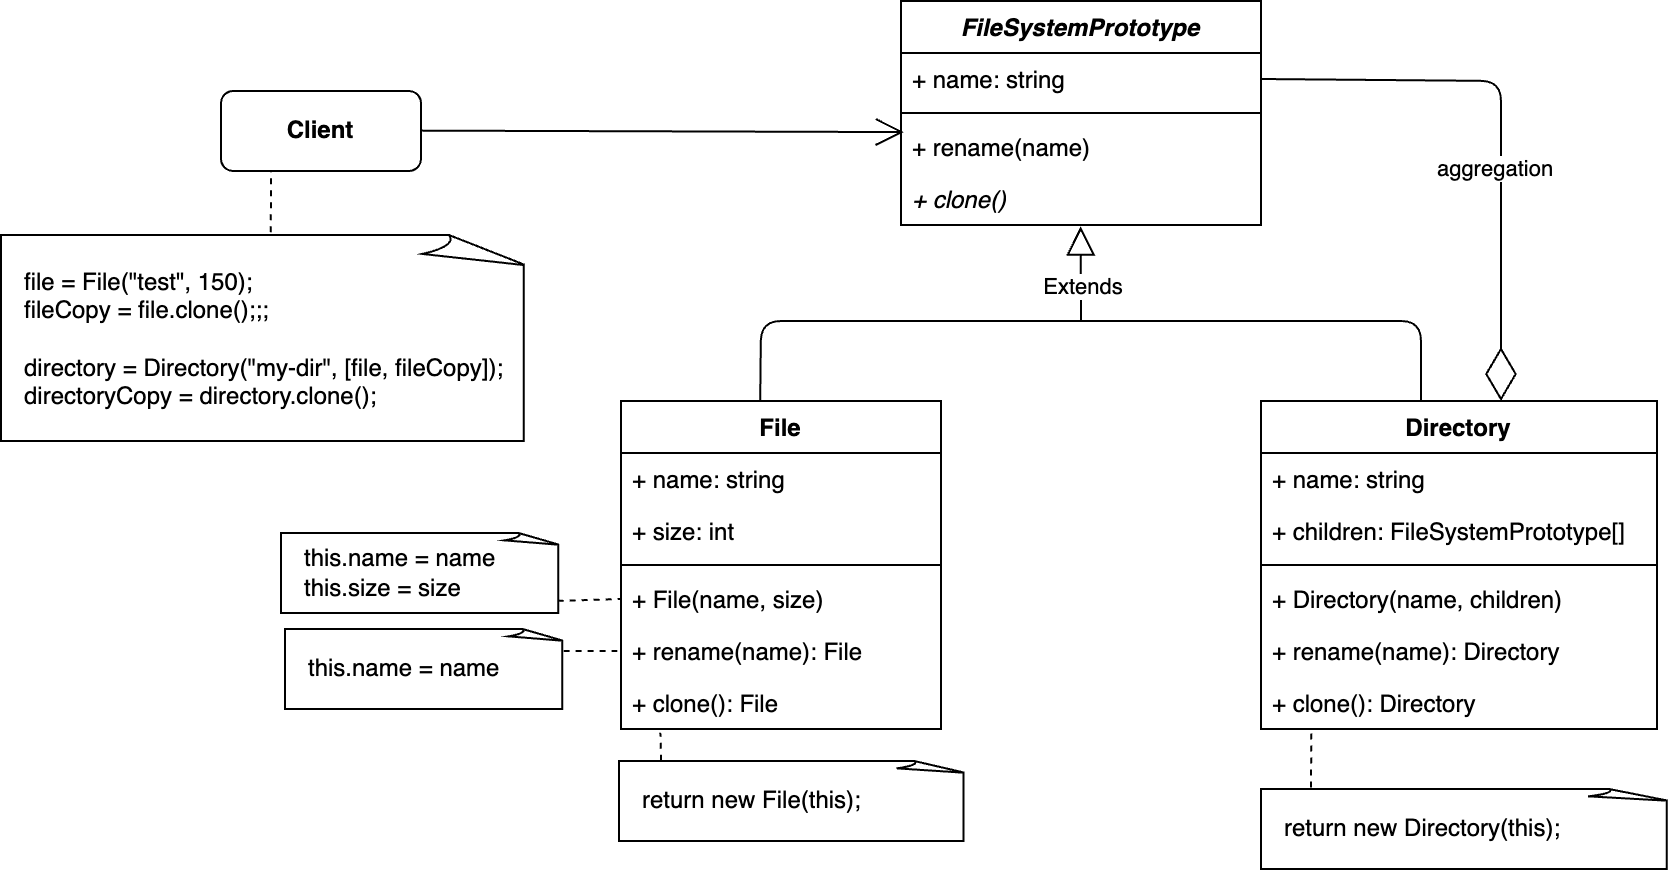 FileSystemPrototype
+ name: string
+ rename(name)
+ clone()
Client
aggregation
file = File("test", 150);
fileCopy = file.clone();;;
directory = Directory("my-dir", [file, fileCopy]);
directoryCopy = directory.clone();
Extends
File
+ name: string
+ size: int
+ File(name, size)
+ rename(name): File
+ clone(): File
this.name = name
this.size = size
this.name = name
return new File(this);
Directory
+ name: string
+ children: FileSystemPrototype[]
+ Directory(name, children)
+ rename(name): Directory
+ clone(): Directory
return new Directory(this);